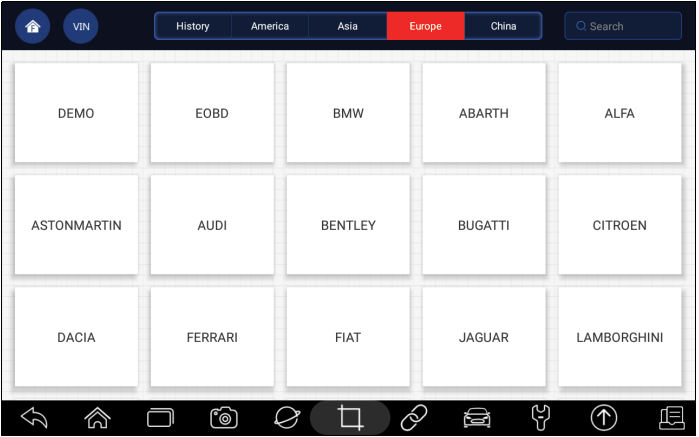 VIN History America Asia Europe China Search
DEMO EOBD BMW ABARTH ALFA
ASTONMARTIN AUDI BENTLEY BUGATTI CITROEN
DACIA FERRARI FIAT JAGUAR LAMBORGHINI